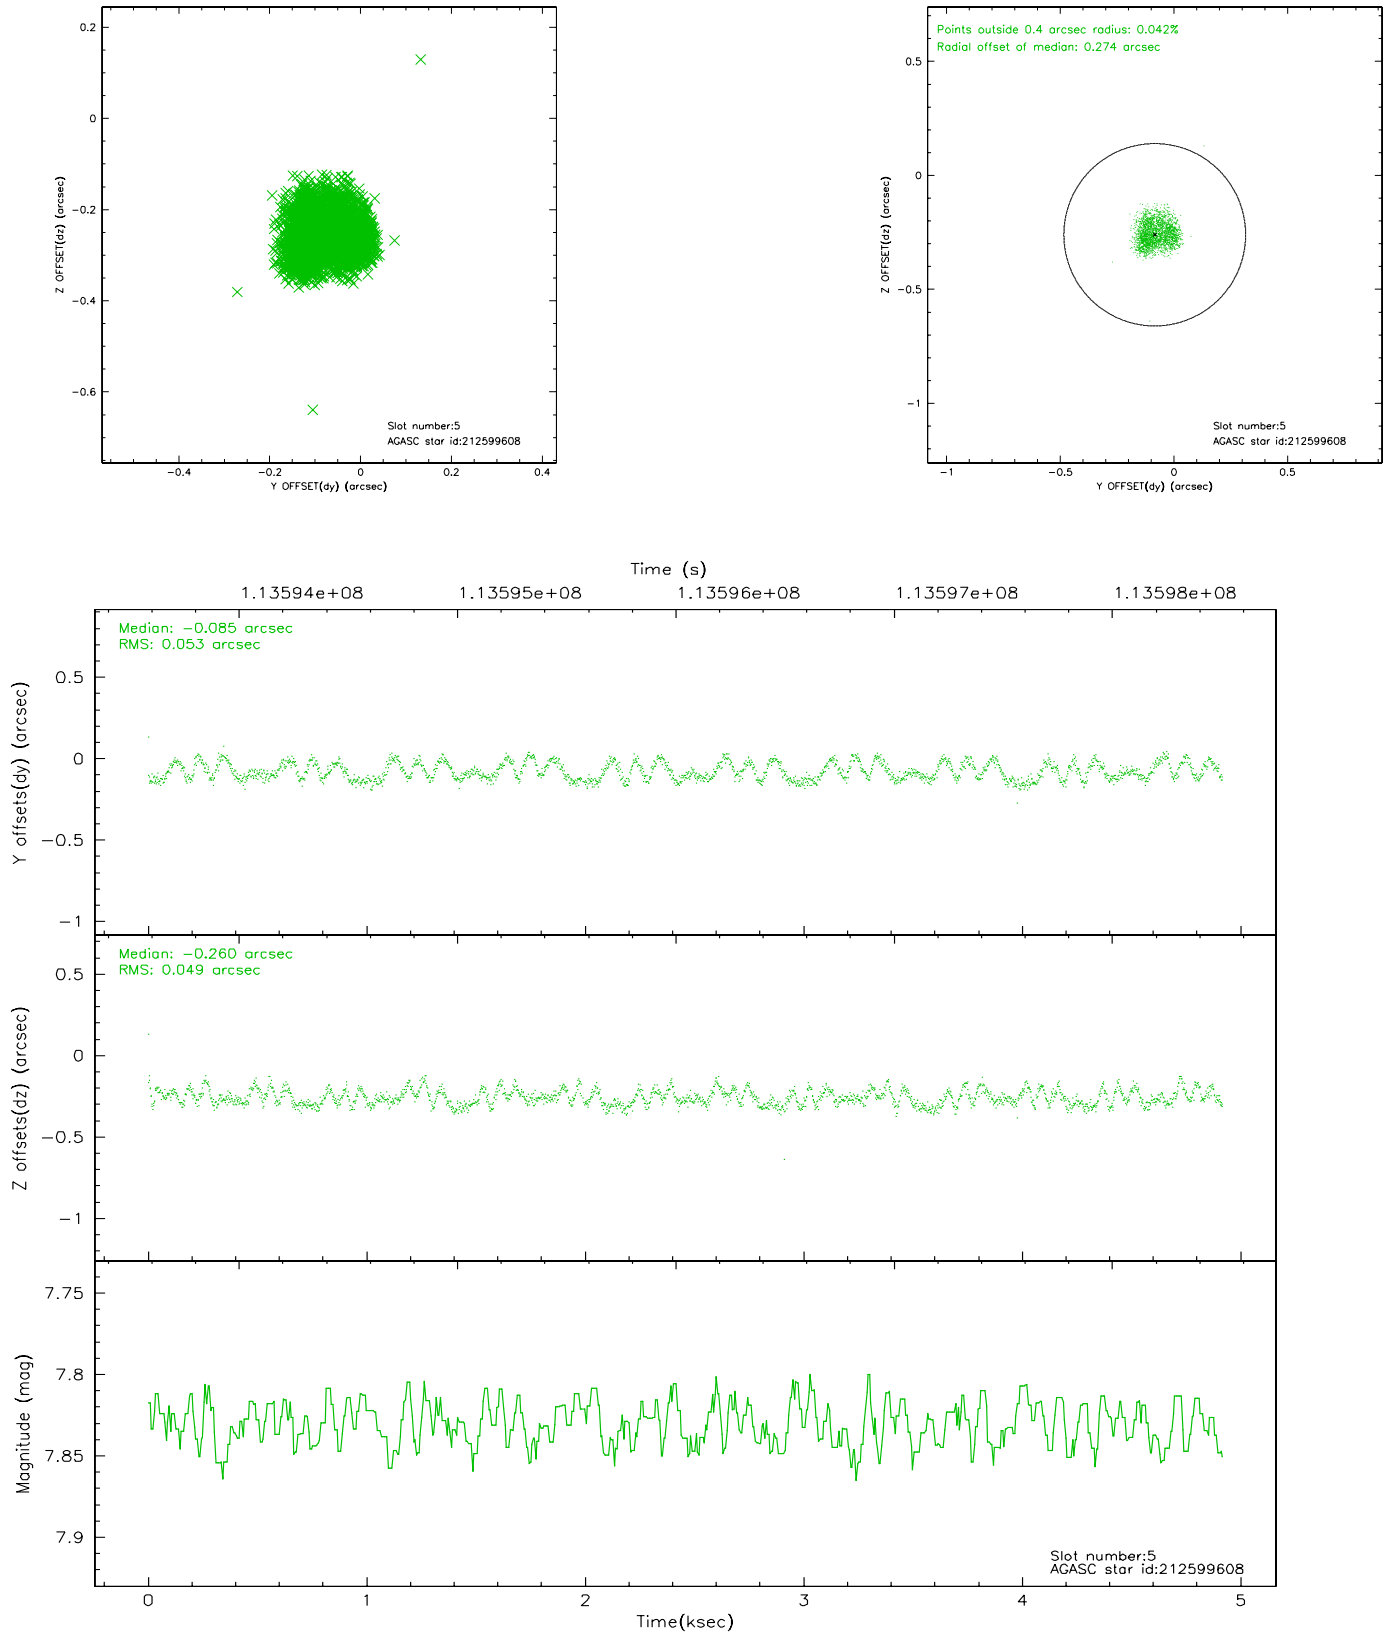 0.2
0
−0.2
−0.4
−0.6
Z OFFSET(dz) (arcsec)
Slot number:5
AGASC star id:212599608
−0.4 −0.2 0 0.2 0.4
Y OFFSET(dy) (arcsec)
Points outside 0.4 arcsec radius: 0.042%
Radial offset of median: 0.274 arcsec
0.5
0
−0.5
−1
Z OFFSET(dz) (arcsec)
Slot number:5
AGASC star id:212599608
−1 −0.5 0 0.5
Y OFFSET(dy) (arcsec)
Time (s)
1.13594e+08 1.13595e+08 1.13596e+08 1.13597e+08 1.13598e+08
Median: −0.085 arcsec
RMS: 0.053 arcsec
0.5
0
−0.5
−1
Y offsets(dy) (arcsec)
Median: −0.260 arcsec
RMS: 0.049 arcsec
0.5
0
−0.5
−1
Z offsets(dz) (arcsec)
7.75
7.8
7.85
7.9
Magnitude (mag)
Slot number:5
AGASC star id:212599608
0 1 2 3 4 5
Time(ksec)